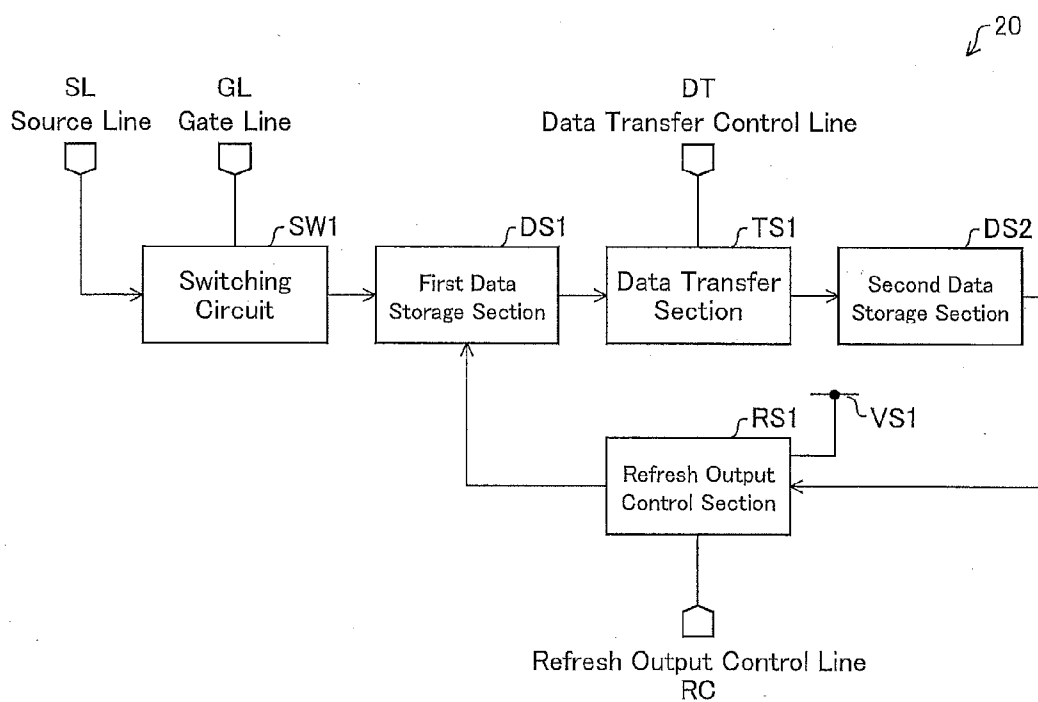 20
SL
Source Line
GL
Gate Line
DT
Data Transfer Control Line
SW1
DS1
TS1
DS2
Switching
Circuit
First Data
Storage Section
Data Transfer
Section
Second Data
Storage Section
RS1
VS1
Refresh Output
Control Section
Refresh Output Control Line
RC